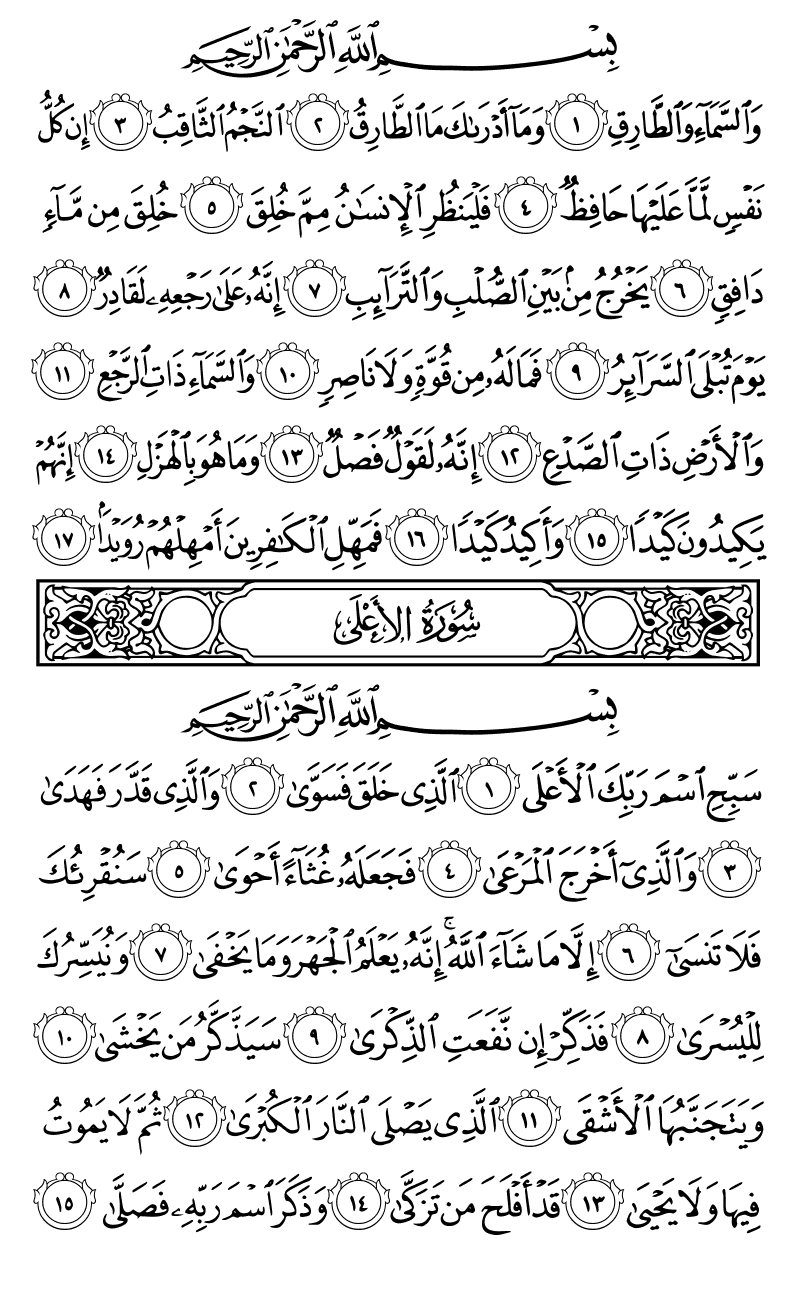 بِسْمِ ٱللَّهِ ٱلرَّحْمَٰنِ ٱلرَّحِيمِ
وَٱلسَّمَآءِ وَٱلطَّارِقِ ١ وَمَآ أَدْرَىٰكَ مَا ٱلطَّارِقُ ٢ ٱلنَّجْمُ ٱلثَّاقِبُ ٣ إِن كُلُّ
نَفْسٍ لَّمَّا عَلَيْهَا حَافِظٌ ٤ فَلْيَنظُرِ ٱلْإِنسَٰنُ مِمَّ خُلِقَ ٥ خُلِقَ مِن مَّآءٍ
دَافِقٍ ٦ يَخْرُجُ مِنۢ بَيْنِ ٱلصُّلْبِ وَٱلتَّرَآئِبِ ٧ إِنَّهُۥ عَلَىٰ رَجْعِهِۦ لَقَادِرٌ ٨
يَوْمَ تُبْلَى ٱلسَّرَآئِرُ ٩ فَمَا لَهُۥ مِن قُوَّةٍ وَلَا نَاصِرٍ ١٠ وَٱلسَّمَآءِ ذَاتِ ٱلرَّجْعِ ١١
وَٱلْأَرْضِ ذَاتِ ٱلصَّدْعِ ١٢ إِنَّهُۥ لَقَوْلٌ فَصْلٌ ١٣ وَمَا هُوَ بِٱلْهَزْلِ ١٤ إِنَّهُمْ
يَكِيدُونَ كَيْدًا ١٥ وَأَكِيدُ كَيْدًا ١٦ فَمَهِّلِ ٱلْكَٰفِرِينَ أَمْهِلْهُمْ رُوَيْدًۢا ١٧
سُورَةُ الأَعْلَى
بِسْمِ ٱللَّهِ ٱلرَّحْمَٰنِ ٱلرَّحِيمِ
سَبِّحِ ٱسْمَ رَبِّكَ ٱلْأَعْلَى ١ ٱلَّذِى خَلَقَ فَسَوَّىٰ ٢ وَٱلَّذِى قَدَّرَ فَهَدَىٰ
٣ وَٱلَّذِىٓ أَخْرَجَ ٱلْمَرْعَىٰ ٤ فَجَعَلَهُۥ غُثَآءً أَحْوَىٰ ٥ سَنُقْرِئُكَ
فَلَا تَنسَىٰٓ ٦ إِلَّا مَا شَآءَ ٱللَّهُ ۚ إِنَّهُۥ يَعْلَمُ ٱلْجَهْرَ وَمَا يَخْفَىٰ ٧ وَنُيَسِّرُكَ
لِلْيُسْرَىٰ ٨ فَذَكِّرْ إِن نَّفَعَتِ ٱلذِّكْرَىٰ ٩ سَيَذَّكَّرُ مَن يَخْشَىٰ ١٠
وَيَتَجَنَّبُهَا ٱلْأَشْقَى ١١ ٱلَّذِى يَصْلَى ٱلنَّارَ ٱلْكُبْرَىٰ ١٢ ثُمَّ لَا يَمُوتُ
فِيهَا وَلَا يَحْيَىٰ ١٣ قَدْ أَفْلَحَ مَن تَزَكَّىٰ ١٤ وَذَكَرَ ٱسْمَ رَبِّهِۦ فَصَلَّىٰ ١٥